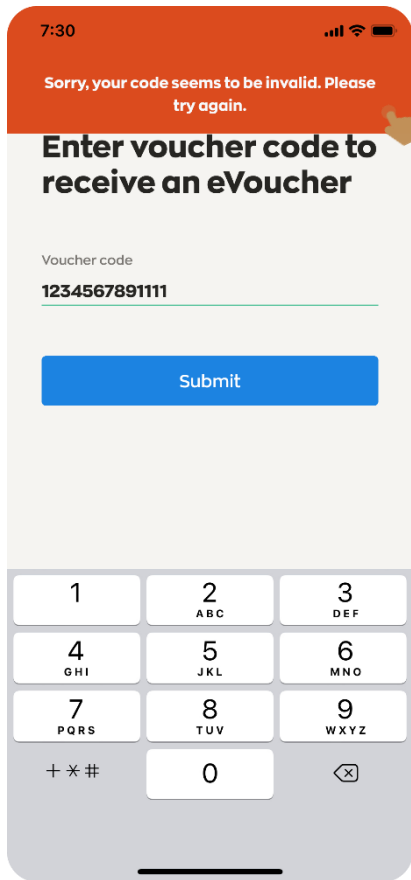 7:30
Sorry, your code seems to be invalid. Please
try again.
Enter voucher code to
receive an eVoucher
Voucher code
1234567891111
Submit
1
2
ABC
3
DEF
4
GHI
5
JKL
6
MNO
7
PQRS
8
TUV
9
WXYZ
+*#
0